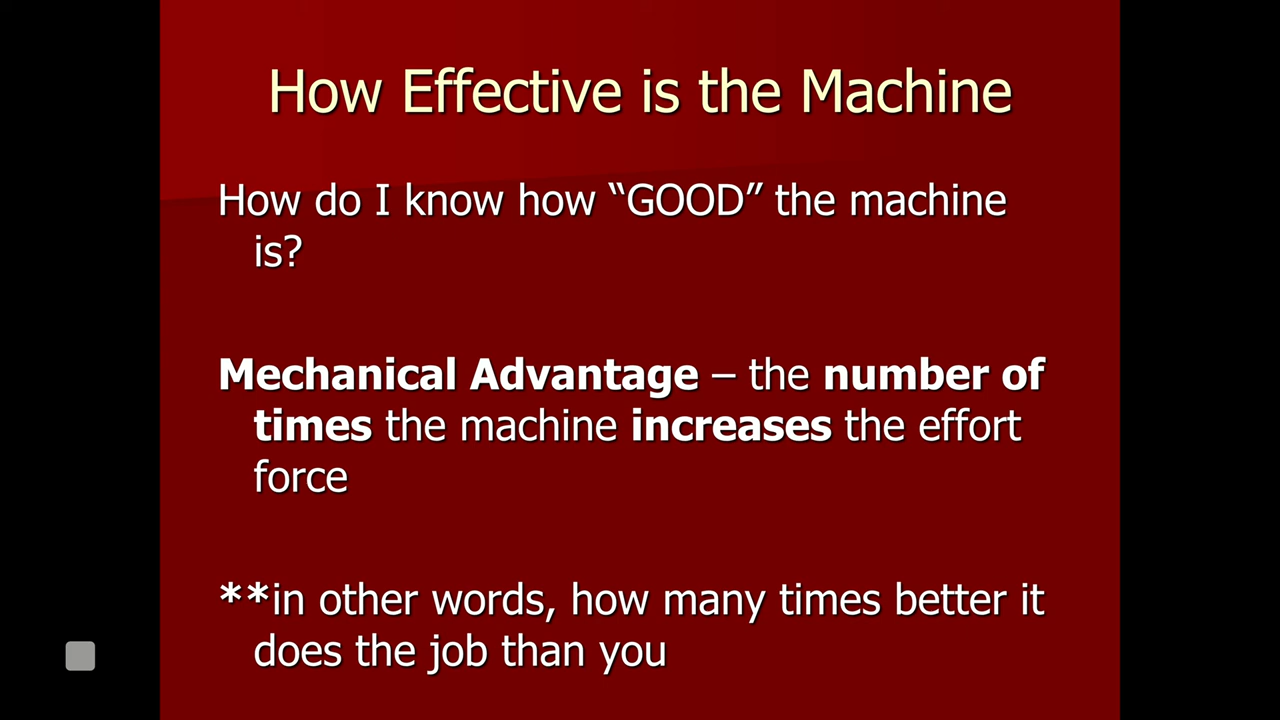 How Effective is the Machine
How do I know how “GOOD” the machine
is?
Mechanical Advantage – the number of
times the machine increases the effort
force
**in other words, how many times better it
does the job than you